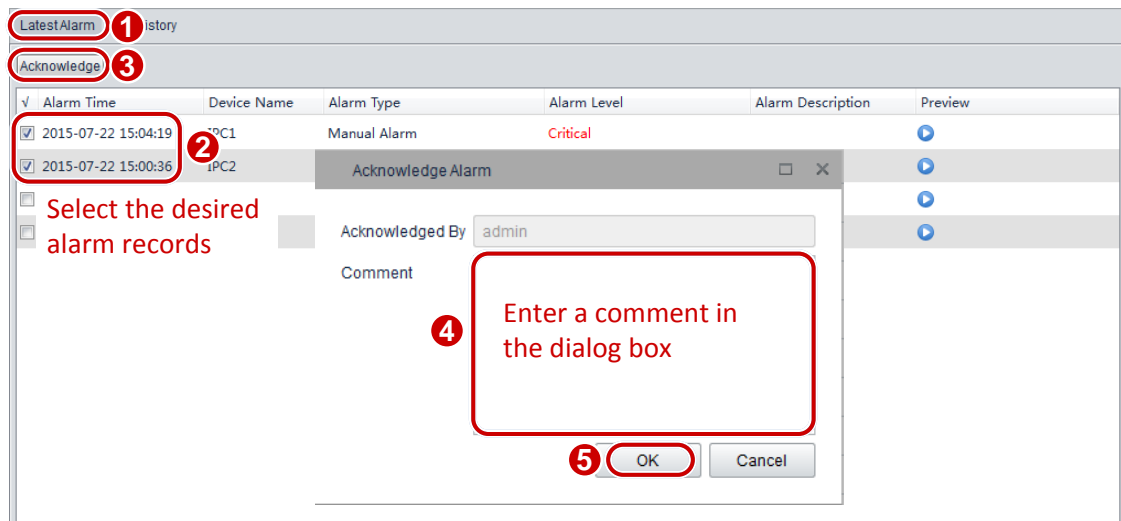 Latest Alarm 1 istory
Acknowledge 3
√ Alarm Time Device Name Alarm Type Alarm Level Alarm Description Preview
2015-07-22 15:04:19 IPC1 Manual Alarm Critical
2
2015-07-22 15:00:36 IPC2
Acknowledge Alarm
Select the desired
alarm records
Acknowledged By admin
Comment
4
Enter a comment in
the dialog box
5 OK Cancel